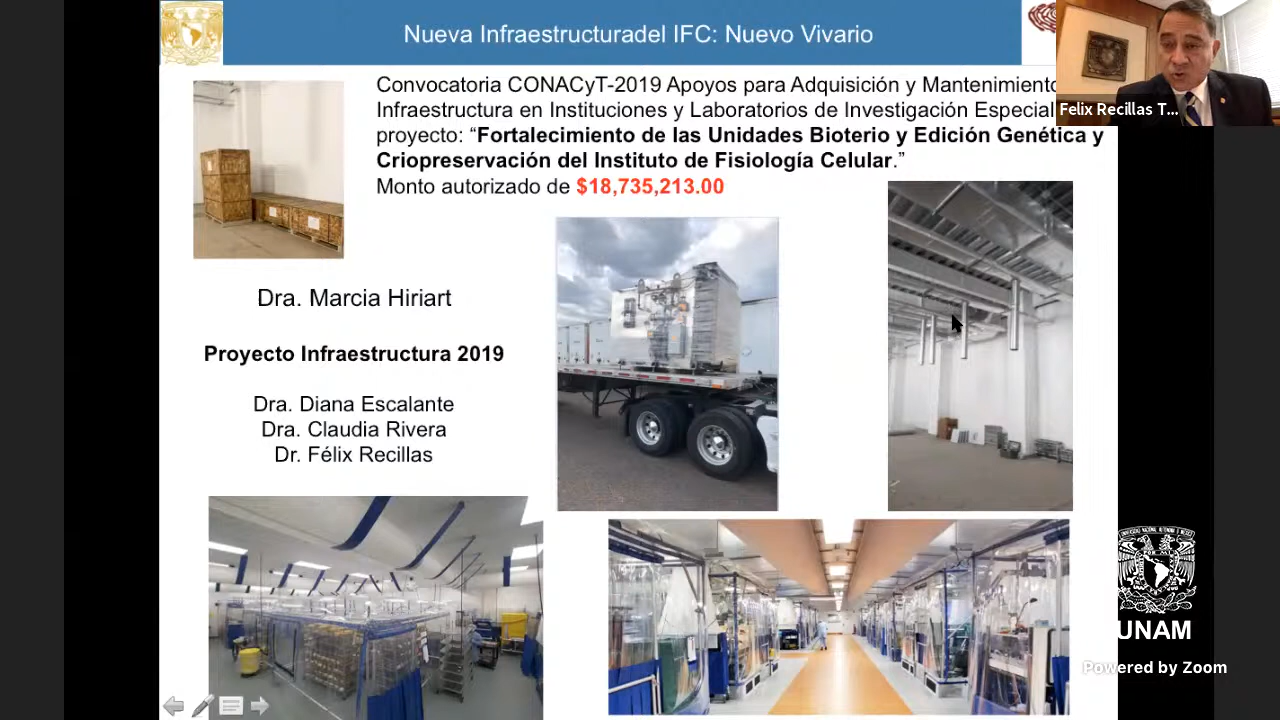 Nueva Infraestructuradel IFC: Nuevo Vivario
Convocatoria CONACyT-2019 Apoyos para Adquisición y Mantenimiento
Infraestructura en Instituciones y Laboratorios de Investigación Especial
proyecto: “Fortalecimiento de las Unidades Bioterio y Edición Genética y
Criopreservación del Instituto de Fisiología Celular.”
Monto autorizado de $18,735,213.00
Felix Recillas T...
Dra. Marcia Hiriart
Proyecto Infraestructura 2019
Dra. Diana Escalante
Dra. Claudia Rivera
Dr. Félix Recillas
UNAM
Powered by Zoom